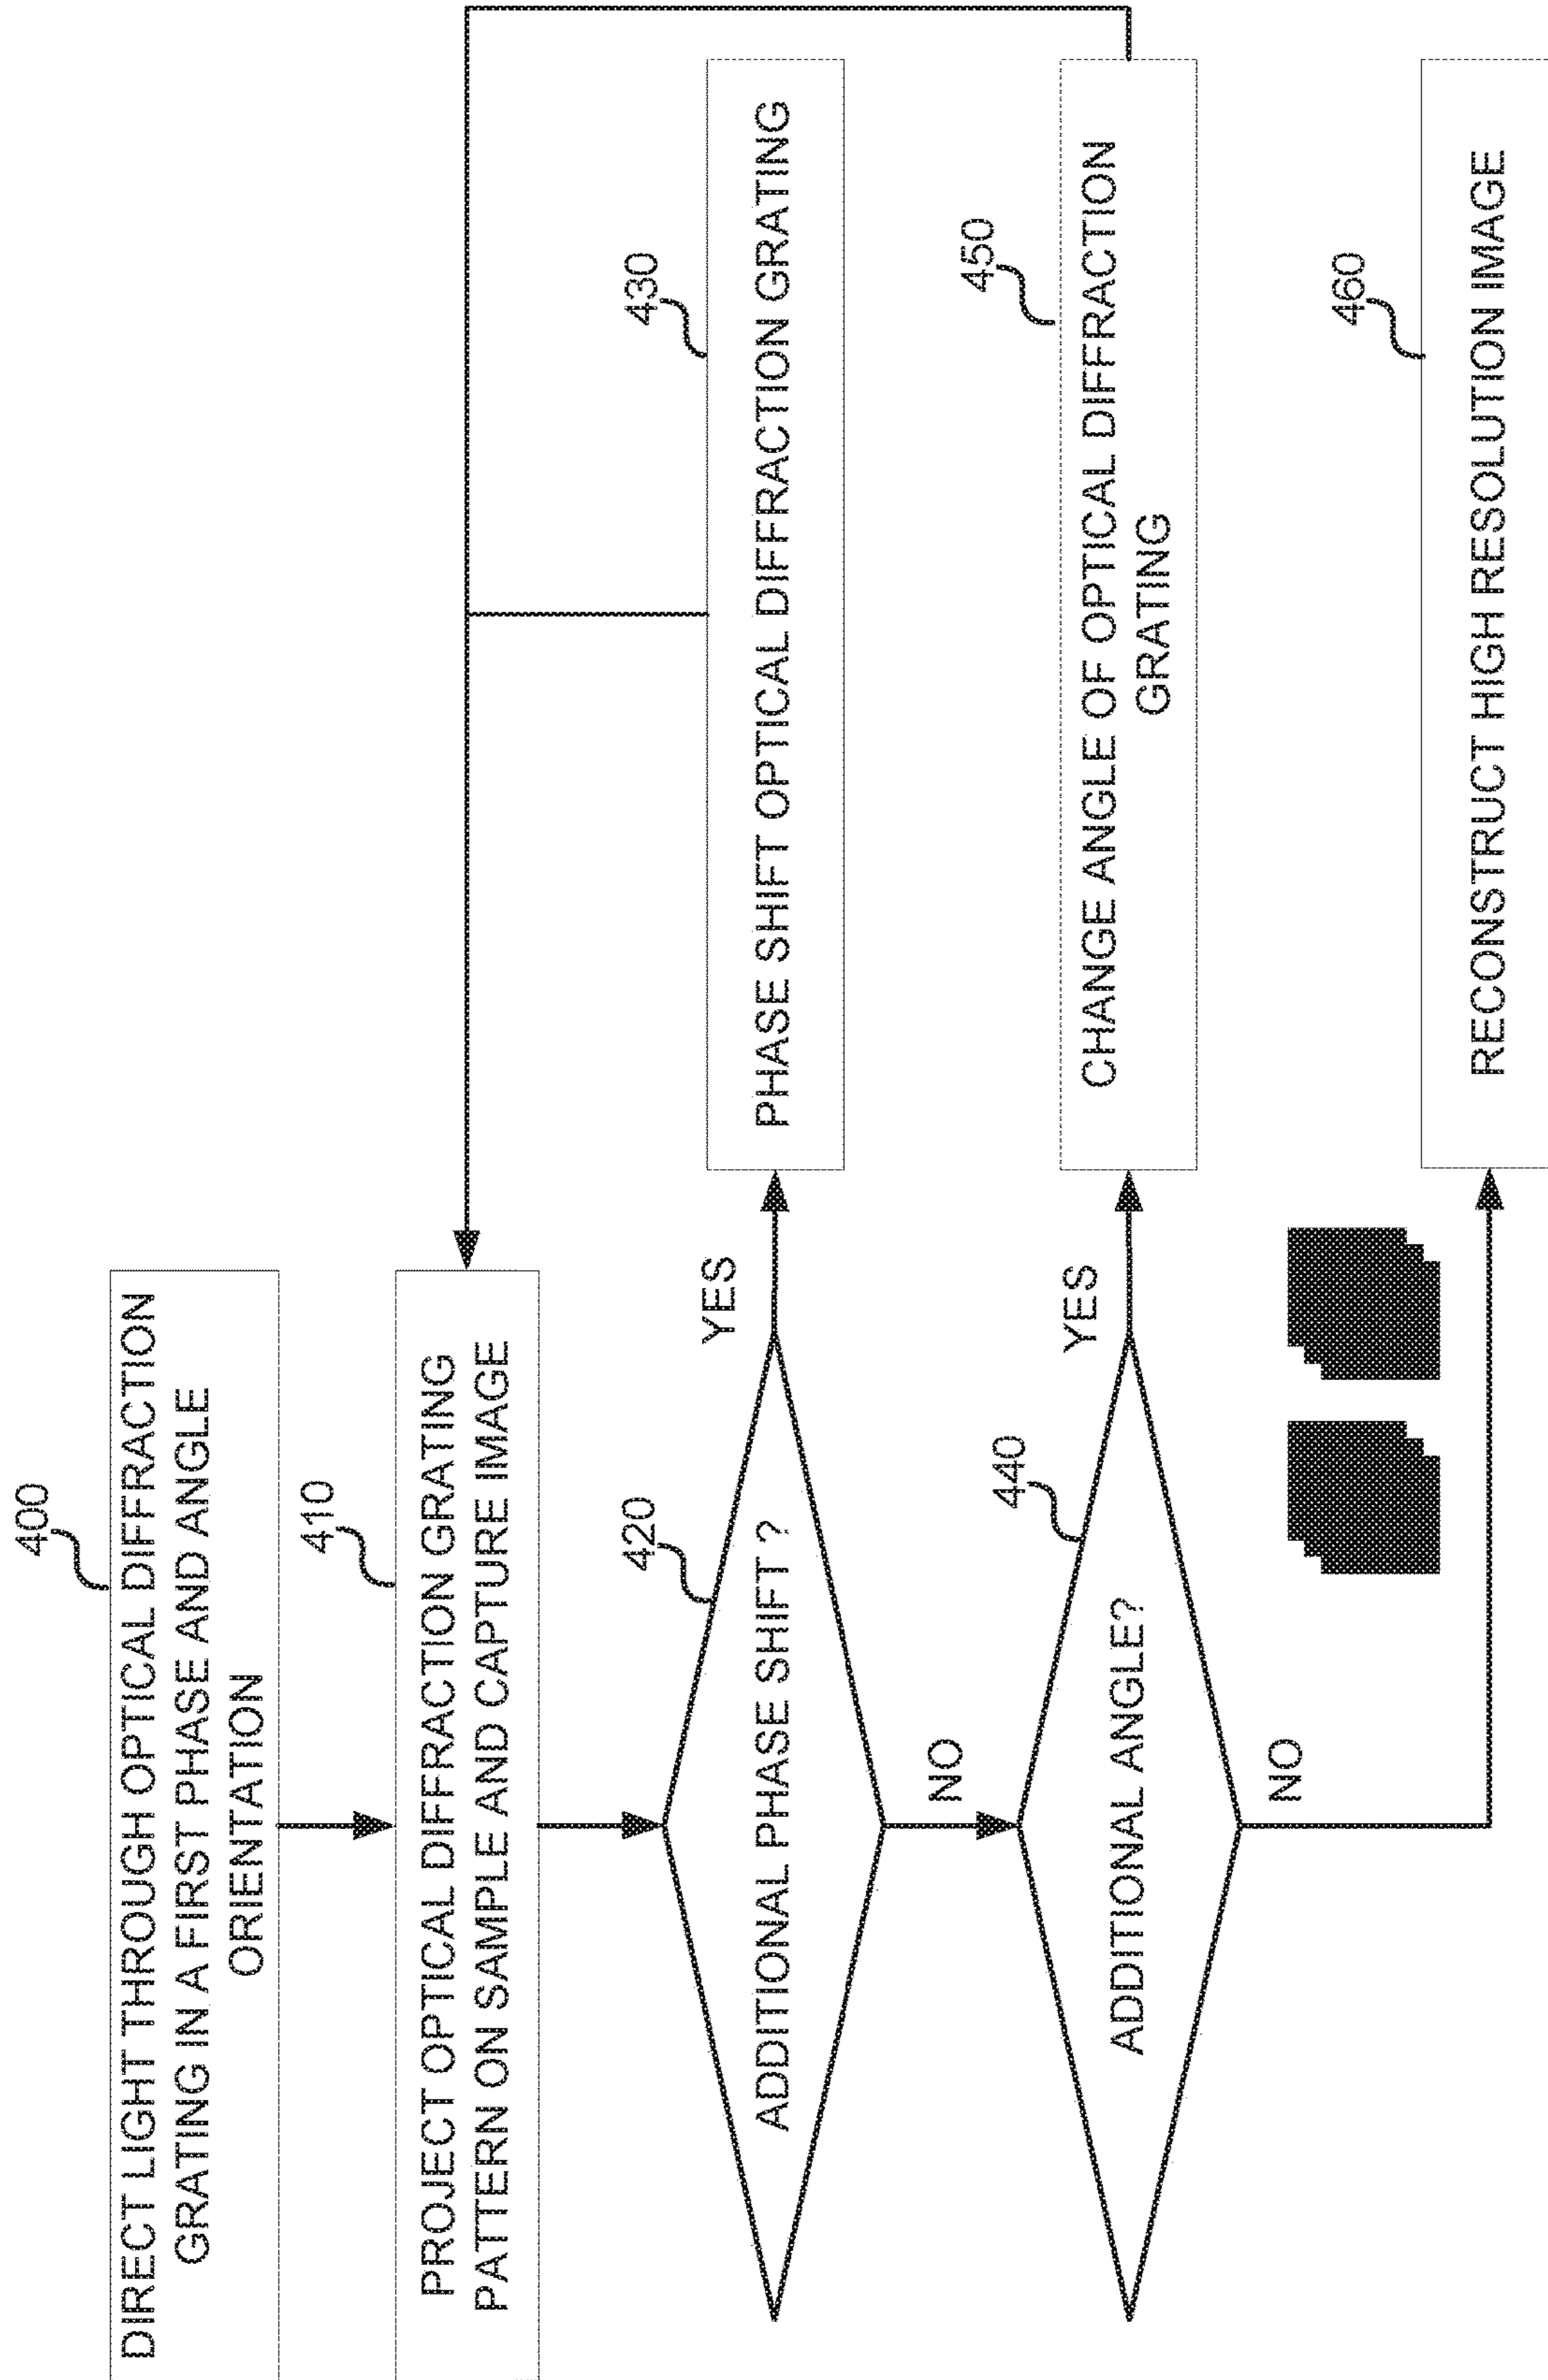 400
DIRECT LIGHT THROUGH OPTICAL DIFFRACTION
GRATING IN A FIRST PHASE AND ANGLE
ORIENTATION
410
PROJECT OPTICAL DIFFRACTION GRATING
PATTERN ON SAMPLE AND CAPTURE IMAGE
420
ADDITIONAL PHASE SHIFT ?
YES
430
PHASE SHIFT OPTICAL DIFFRACTION GRATING
NO
440
ADDITIONAL ANGLE?
YES
450
CHANGE ANGLE OF OPTICAL DIFFRACTION
GRATING
NO
460
RECONSTRUCT HIGH RESOLUTION IMAGE